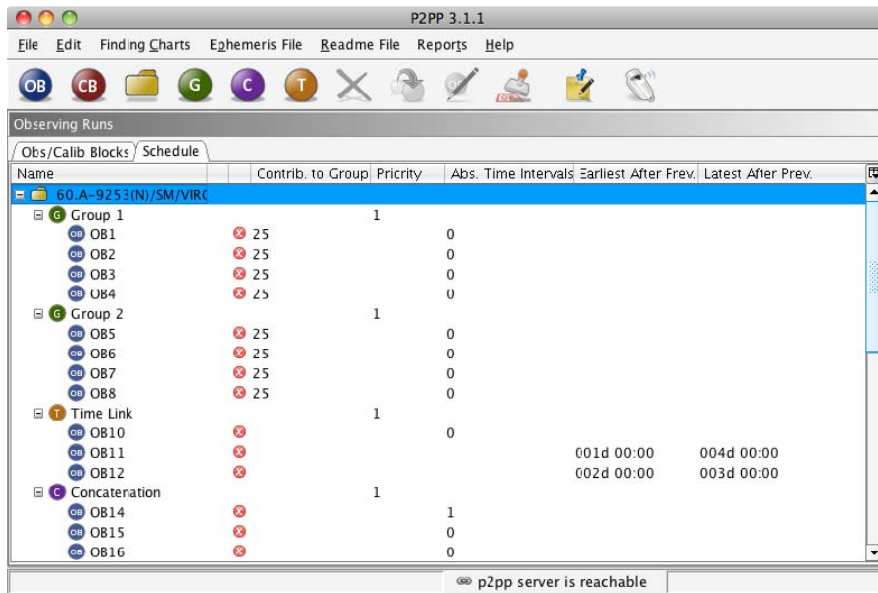 P2PP 3.1.1
File Edit Finding Charts Ephemeris File Readme File Reports Help
OB CB G C T
Observing Runs
Obs/Calib Blocks Schedule
Name Contrib. to Group Priority Abs. Time Intervals Earliest After Prev. Latest After Prev.
60.A-9253(N)/SM/VIRC
G Group 1 1
OB OB1 25 0
OB OB2 25 0
OB OB3 25 0
OB OB4 25 0
G Group 2 1
OB OB5 25 0
OB OB6 25 0
OB OB7 25 0
OB OB8 25 0
T Time Link 1
OB OB10 0
OB OB11 001d 00:00 004d 00:00
OB OB12 002d 00:00 003d 00:00
C Concatenation 1
OB OB14 1
OB OB15 0
OB OB16 0
p2pp server is reachable